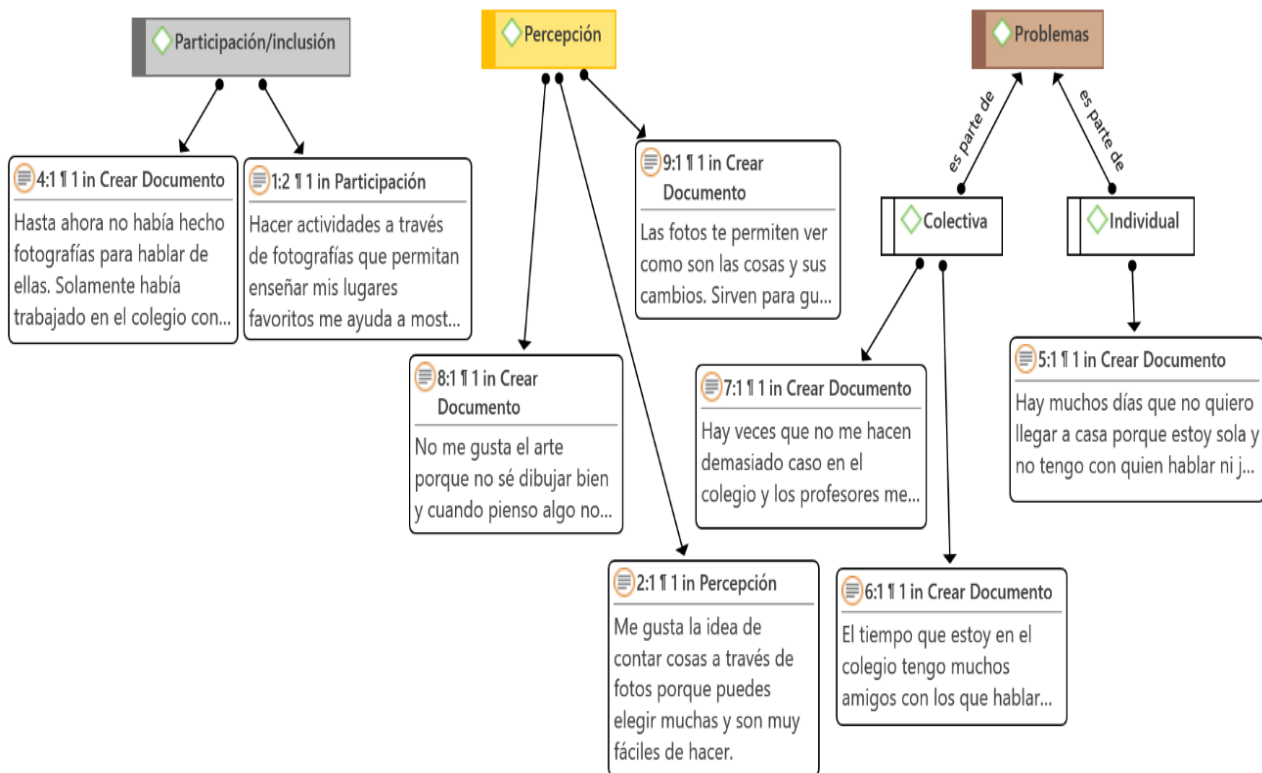 Participación/inclusión
Percepción
Problemas
es parte de
es parte de
4:1 ¶ 1 in Crear Documento
Hasta ahora no había hecho
fotografías para hablar de
ellas. Solamente había
trabajado en el colegio con...
1:2 ¶ 1 in Participación
Hacer actividades a través
de fotografías que permitan
enseñar mis lugares
favoritos me ayuda a most...
9:1 ¶ 1 in Crear
Documento
Las fotos te permiten ver
como son las cosas y sus
cambios. Sirven para gu...
Colectiva
Individual
8:1 ¶ 1 in Crear
Documento
No me gusta el arte
porque no sé dibujar bien
y cuando pienso algo no...
7:1 ¶ 1 in Crear Documento
Hay veces que no me hacen
demasiado caso en el
colegio y los profesores me...
5:1 ¶ 1 in Crear Documento
Hay muchos días que no quiero
llegar a casa porque estoy sola y
no tengo con quien hablar ni j...
2:1 ¶ 1 in Percepción
Me gusta la idea de
contar cosas a través de
fotos porque puedes
elegir muchas y son muy
fáciles de hacer.
6:1 ¶ 1 in Crear Documento
El tiempo que estoy en el
colegio tengo muchos
amigos con los que hablar...